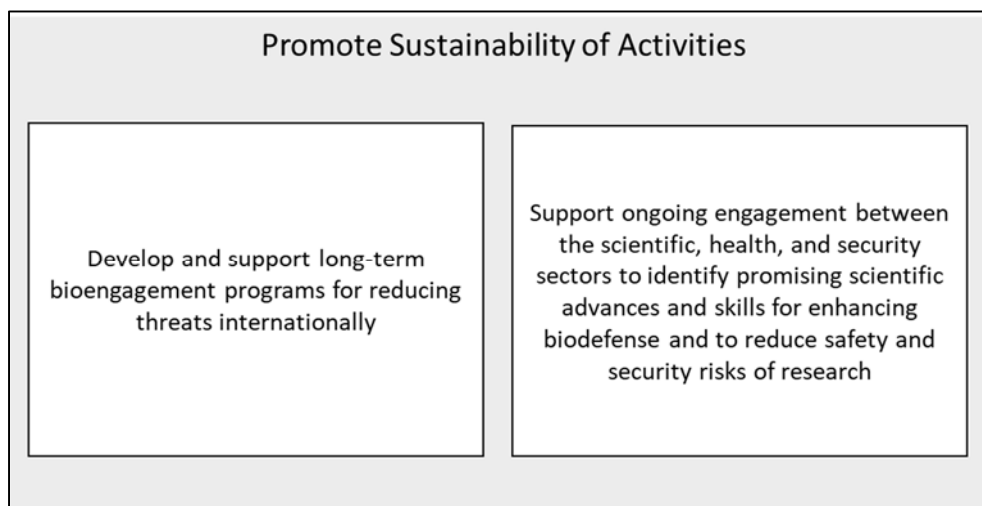 Promote Sustainability of Activities
Develop and support long-term
bioengagement programs for reducing
threats internationally
Support ongoing engagement between
the scientific, health, and security
sectors to identify promising scientific
advances and skills for enhancing
biodefense and to reduce safety and
security risks of research